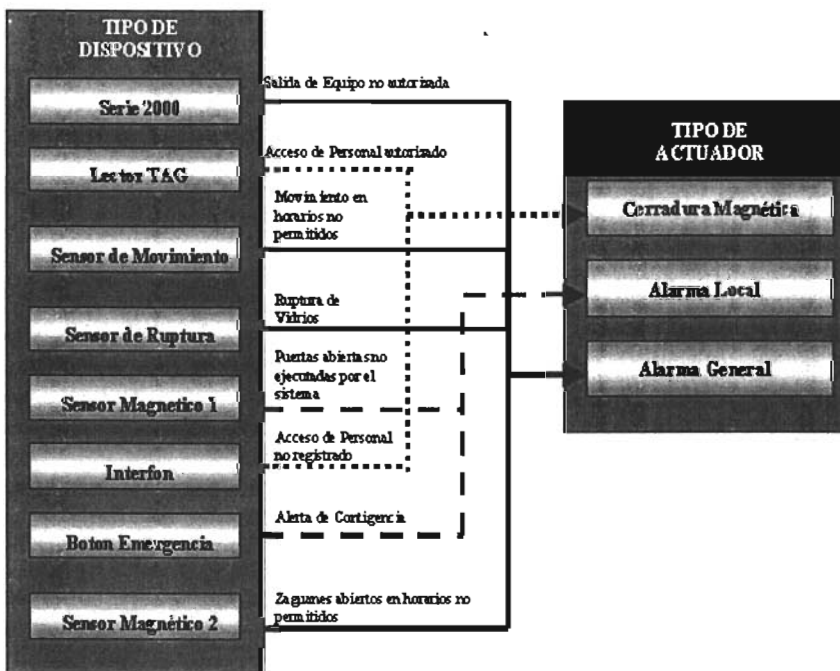 TIPO DE
DISPOSITIVO
Serie 2000
Lector TAG
Sensor de Movimiento
Sensor de Ruptura
Sensor Magnetico 1
Interfon
Boton Emergencia
Sensor Magnético 2
Salida de Equipo no autorizada
Acceso de Personal autorizado
Movimiento en
horarios no
permitidos
Ruptura de
Vidrios
Puertas abiertas no
ejecutadas por el
sistema
Acceso de Personal
no registrado
Alerta de Contigencia
Zaguanes abiertos en horarios no
permitidos
TIPO DE
ACTUADOR
Cerradura Magnética
Alarma Local
Alarma General